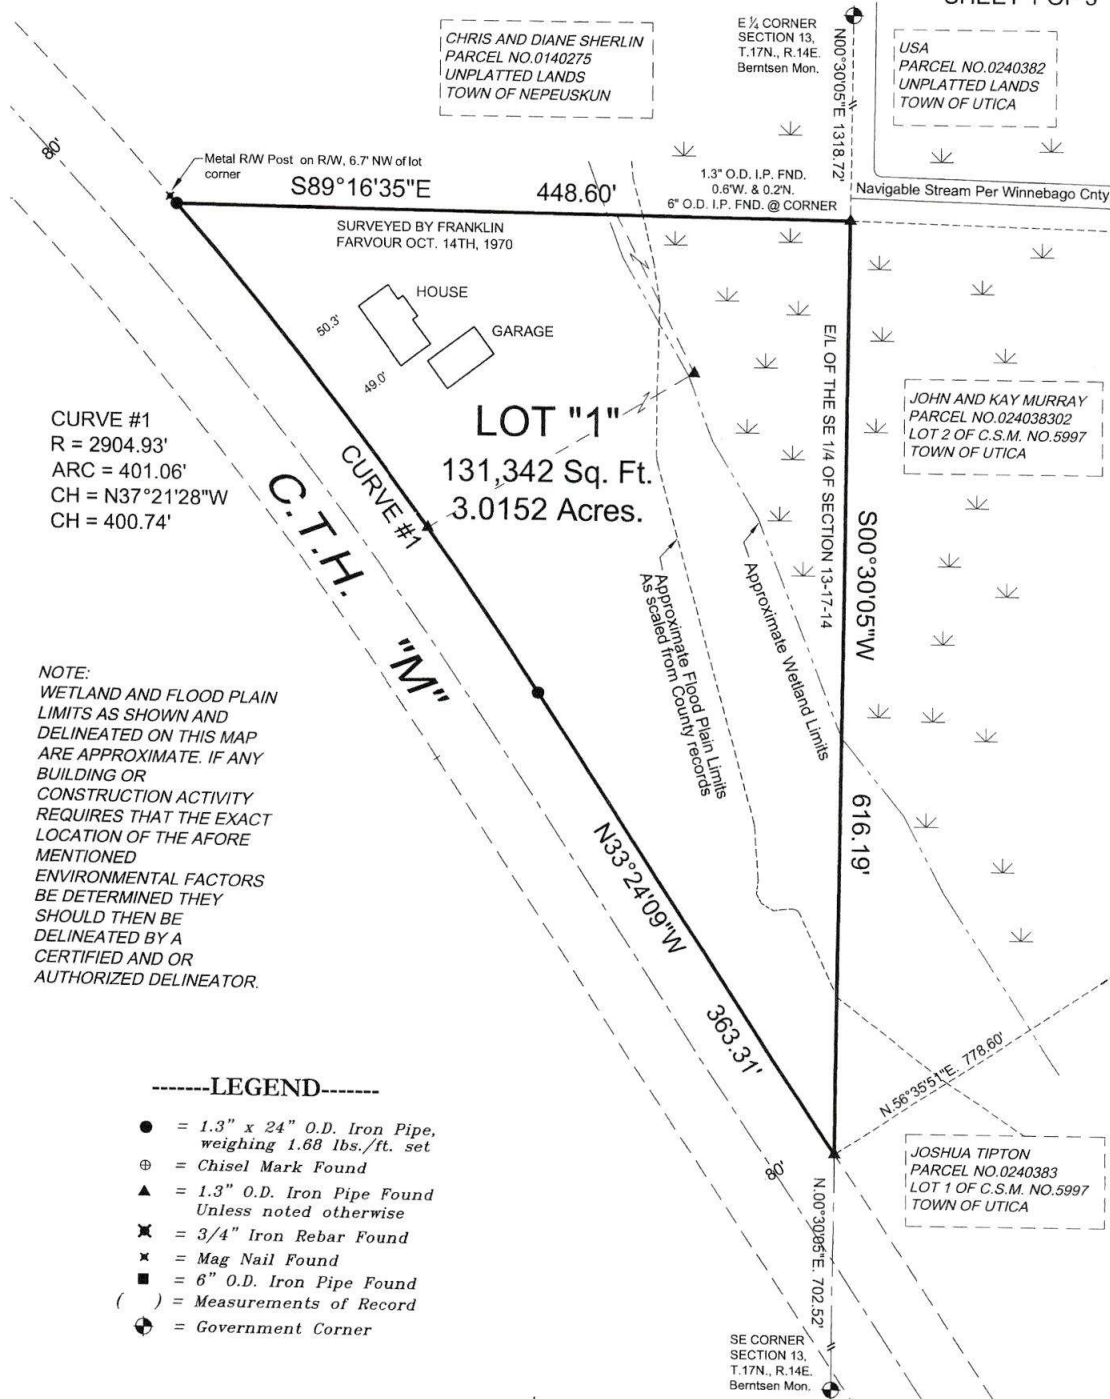 SHEET 1 OF 3
E ¼ CORNER
SECTION 13,
T.17N., R.14E.
Berntsen Mon.
N00°30'05"E 1318.72'
CHRIS AND DIANE SHERLIN
PARCEL NO.0140275
UNPLATTED LANDS
TOWN OF NEPEUSKUN
USA
PARCEL NO.0240382
UNPLATTED LANDS
TOWN OF UTICA
80'
Metal R/W Post on R/W, 6.7' NW of lot
corner
S89°16'35"E
448.60'
1.3" O.D. I.P. FND.
0.6'W. & 0.2'N.
6" O.D. I.P. FND. @ CORNER
Navigable Stream Per Winnebago Cnty
SURVEYED BY FRANKLIN
FARVOUR OCT. 14TH, 1970
HOUSE
50.3'
GARAGE
49.0'
E/L OF THE SE 1/4 OF SECTION 13-17-14
JOHN AND KAY MURRAY
PARCEL NO.024038302
LOT 2 OF C.S.M. NO.5997
TOWN OF UTICA
CURVE #1
R = 2904.93'
ARC = 401.06'
CH = N37°21'28"W
CH = 400.74'
LOT "1"
131,342 Sq. Ft.
3.0152 Acres.
CURVE #1
C.T.H. "M"
S00°30'05"W
616.19'
Approximate Flood Plain Limits
As scaled from County records
Approximate Wetland Limits
NOTE:
WETLAND AND FLOOD PLAIN
LIMITS AS SHOWN AND
DELINEATED ON THIS MAP
ARE APPROXIMATE. IF ANY
BUILDING OR
CONSTRUCTION ACTIVITY
REQUIRES THAT THE EXACT
LOCATION OF THE AFORE
MENTIONED
ENVIRONMENTAL FACTORS
BE DETERMINED THEY
SHOULD THEN BE
DELINEATED BY A
CERTIFIED AND OR
AUTHORIZED DELINEATOR.
N33°24'09"W
363.31'
N.56°35'51"E. 778.60'
-------LEGEND-------
= 1.3" x 24" O.D. Iron Pipe,
weighing 1.68 lbs./ft. set
= Chisel Mark Found
= 1.3" O.D. Iron Pipe Found
Unless noted otherwise
= 3/4" Iron Rebar Found
= Mag Nail Found
= 6" O.D. Iron Pipe Found
( ) = Measurements of Record
= Government Corner
80'
JOSHUA TIPTON
PARCEL NO.0240383
LOT 1 OF C.S.M. NO.5997
TOWN OF UTICA
N.00°30'05"E. 702.52'
SE CORNER
SECTION 13,
T.17N., R.14E.
Berntsen Mon.